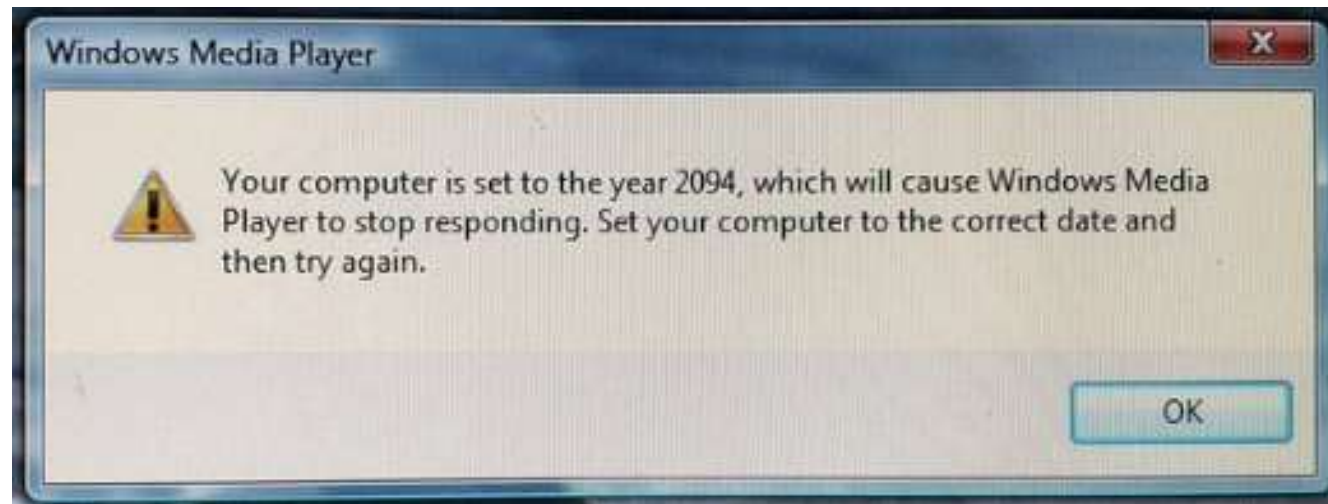 Windows Media Player
Your computer is set to the year 2094, which will cause Windows Media
Player to stop responding. Set your computer to the correct date and
then try again.
OK